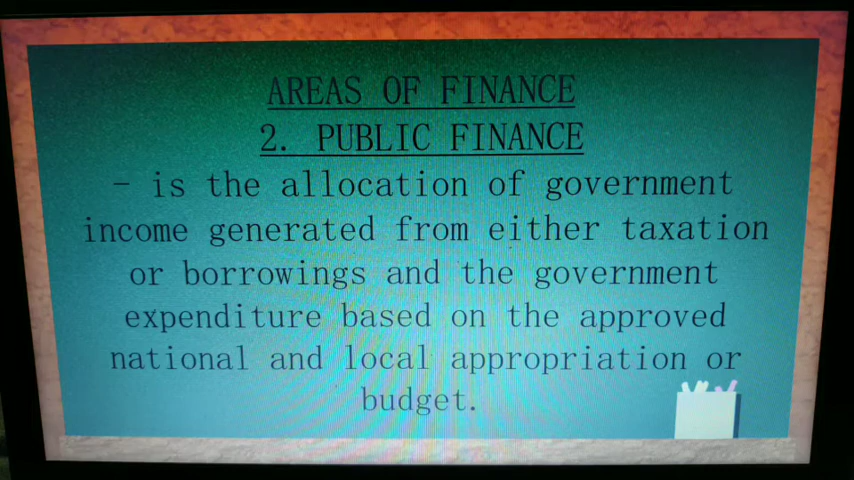 AREAS OF FINANCE
2. PUBLIC FINANCE
- is the allocation of government
income generated from either taxation
or borrowings and the government
expenditure based on the approved
national and local appropriation or
budget.